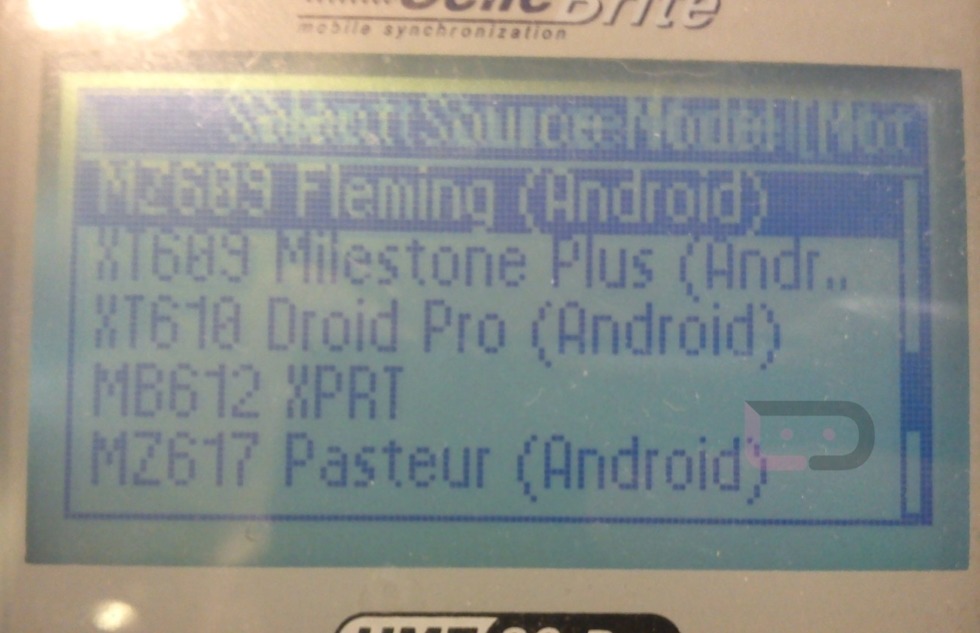 CelleBrite
mobile synchronization
Select Source Model (Mot
MZ609 Fleming (Android)
XT609 Milestone Plus (Andr..
XT610 Droid Pro (Android)
MB612 XPRT
MZ617 Pasteur (Android)